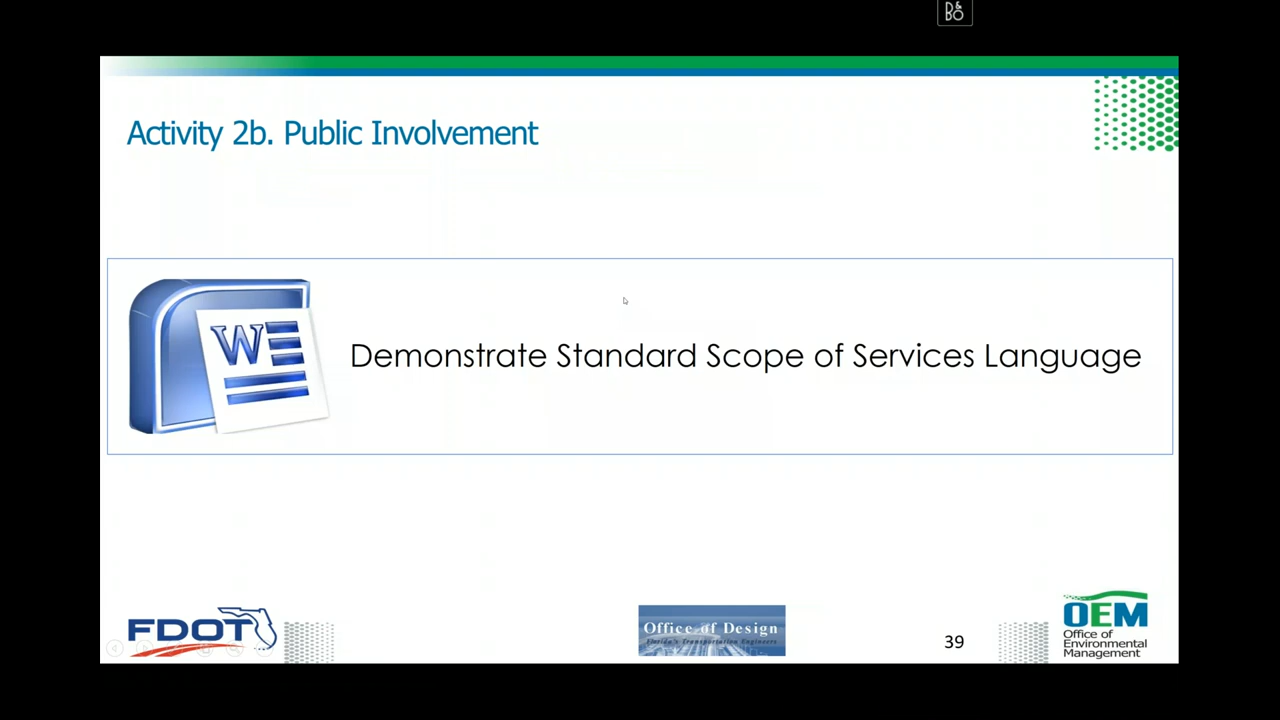 B&O
Activity 2b. Public Involvement
W
Demonstrate Standard Scope of Services Language
FDOT
Office of Design
Florida's Transportation Engineers
39
OEM
Office of
Environmental
Management